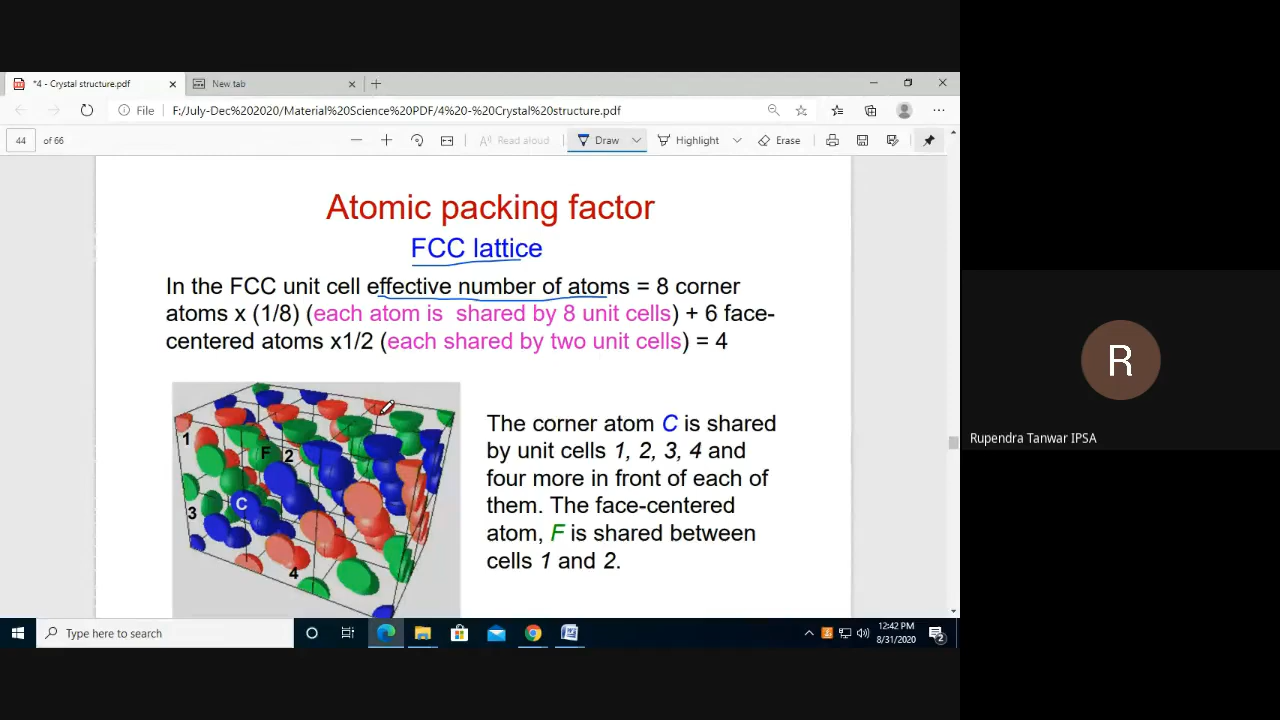 *4 - Crystal structure.pdf
New tab
File
F:/July-Dec%202020/Material%20Science%20PDF/4%20-%20Crystal%20structure.pdf
44 of 66
Read aloud
Draw
Highlight
Erase
Atomic packing factor
FCC lattice
In the FCC unit cell effective number of atoms = 8 corner
atoms x (1/8) (each atom is shared by 8 unit cells) + 6 face-
centered atoms x1/2 (each shared by two unit cells) = 4
1
F
2
C
3
4
The corner atom C is shared
by unit cells 1, 2, 3, 4 and
four more in front of each of
them. The face-centered
atom, F is shared between
cells 1 and 2.
R
Rupendra Tanwar IPSA
Type here to search
12:42 PM
8/31/2020
2